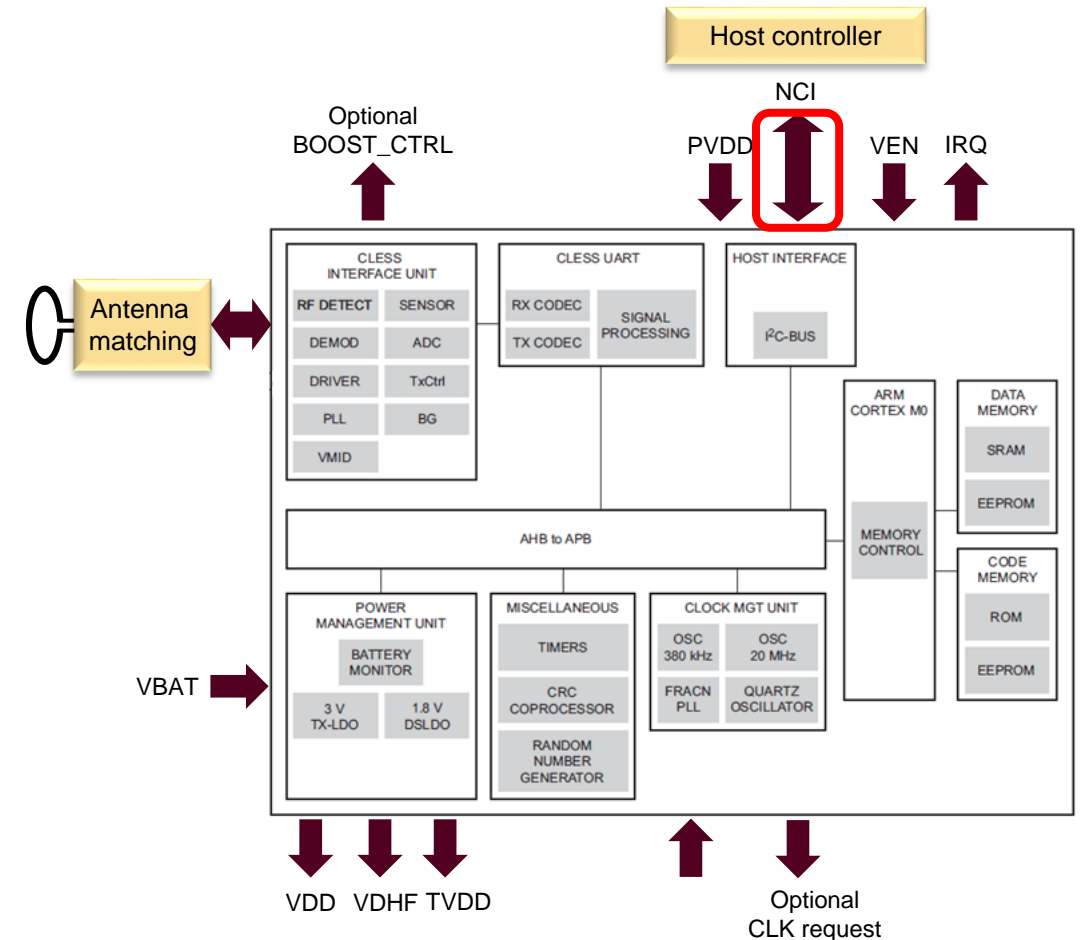 Host controller
NCI
Optional
BOOST_CTRL
PVDD
VEN
IRQ
Antenna
matching
CLESS
INTERFACE UNIT
RF DETECT
SENSOR
DEMOD
ADC
DRIVER
TxCtrl
PLL
BG
VMID
CLESS UART
RX CODEC
TX CODEC
SIGNAL
PROCESSING
HOST INTERFACE
I²C-BUS
ARM
CORTEX M0
MEMORY
CONTROL
DATA
MEMORY
SRAM
EEPROM
CODE
MEMORY
ROM
EEPROM
AHB to APB
VBAT
POWER
MANAGEMENT UNIT
BATTERY
MONITOR
3 V
TX-LDO
1.8 V
DSLDO
MISCELLANEOUS
TIMERS
CRC
COPROCESSOR
RANDOM
NUMBER
GENERATOR
CLOCK MGT UNIT
OSC
380 kHz
OSC
20 MHz
FRACN
PLL
QUARTZ
OSCILLATOR
VDD
VDHF
TVDD
Optional
CLK request